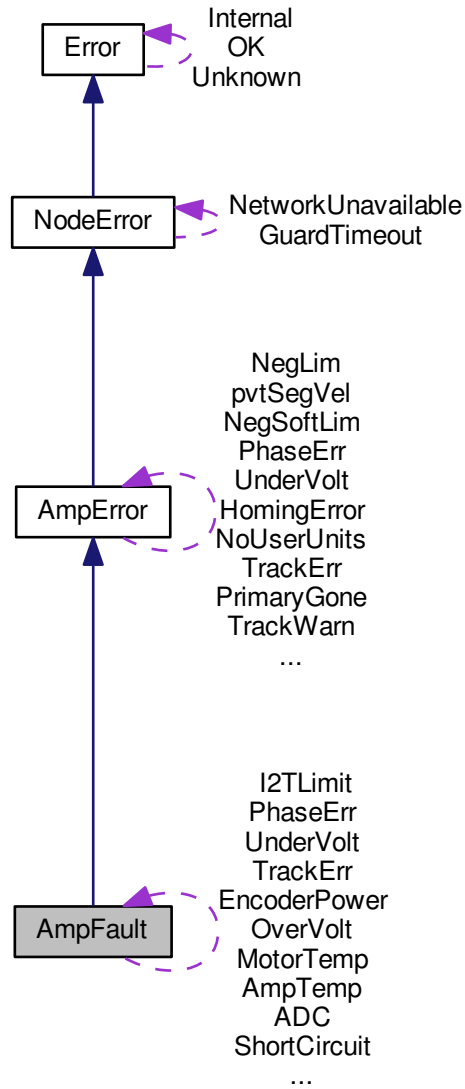 Internal
OK
Unknown
Error
NetworkUnavailable
GuardTimeout
NodeError
NegLim
pvtSegVel
NegSoftLim
PhaseErr
UnderVolt
HomingError
NoUserUnits
TrackErr
PrimaryGone
TrackWarn
...
AmpError
I2TLimit
PhaseErr
UnderVolt
TrackErr
EncoderPower
OverVolt
MotorTemp
AmpTemp
ADC
ShortCircuit
...
AmpFault